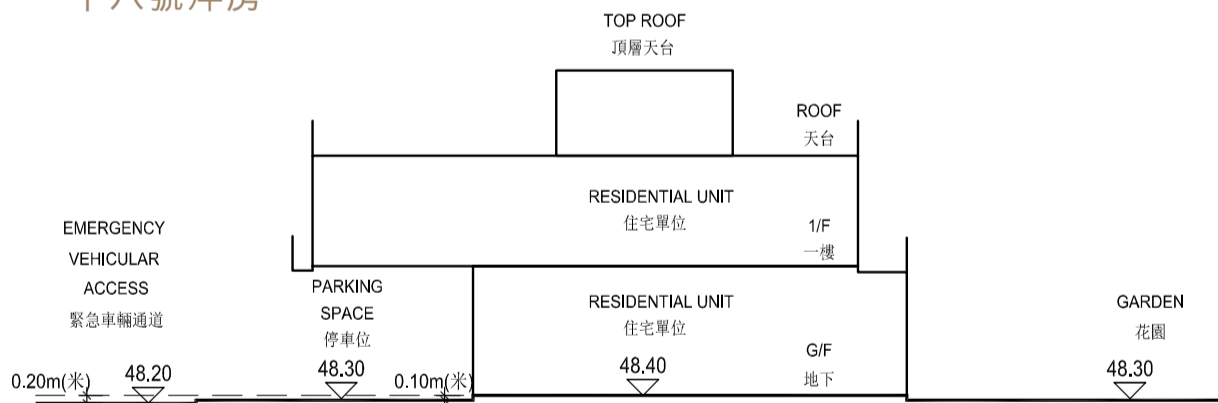 TOP ROOF
頂層天台
ROOF
天台
RESIDENTIAL UNIT
住宅單位
1/F
一樓
EMERGENCY
VEHICULAR
ACCESS
緊急車輛通道
PARKING
SPACE
停車位
RESIDENTIAL UNIT
住宅單位
G/F
地下
GARDEN
花園
0.20m(米)
48.20
48.30
0.10m(米)
48.40
48.30